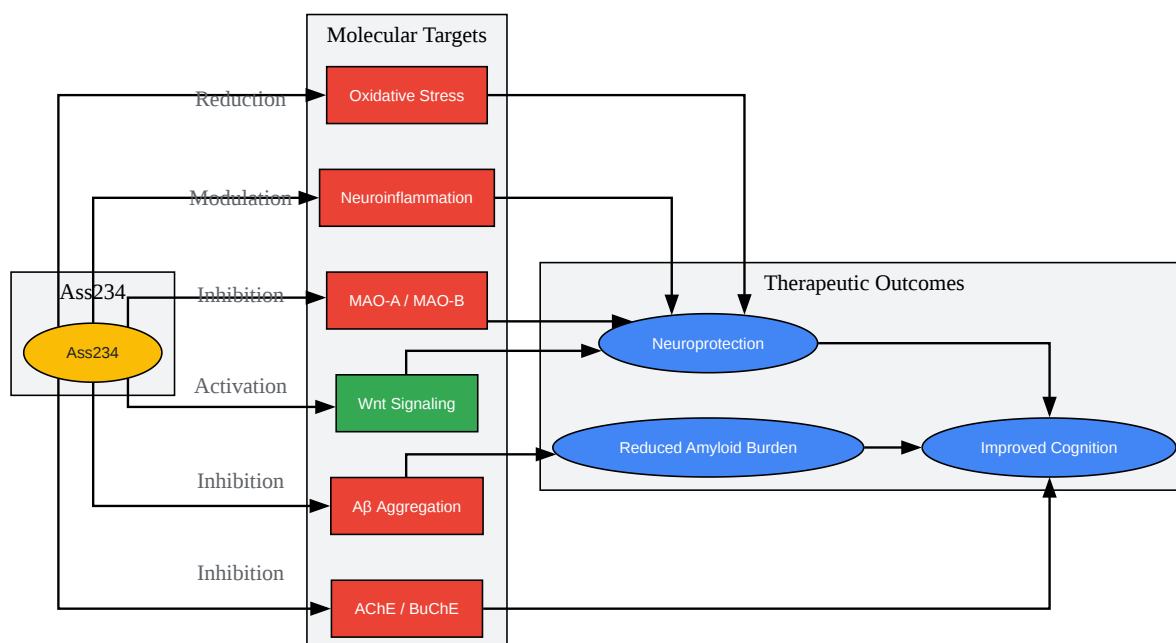 Molecular Targets
Reduction
Oxidative Stress
Modulation
Neuroinflammation
Ass234
Inhibition
MAO-A / MAO-B
Therapeutic Outcomes
Ass234
Neuroprotection
Activation
Wnt Signaling
Reduced Amyloid Burden
Improved Cognition
Inhibition
Aβ Aggregation
Inhibition
AChE / BuChE